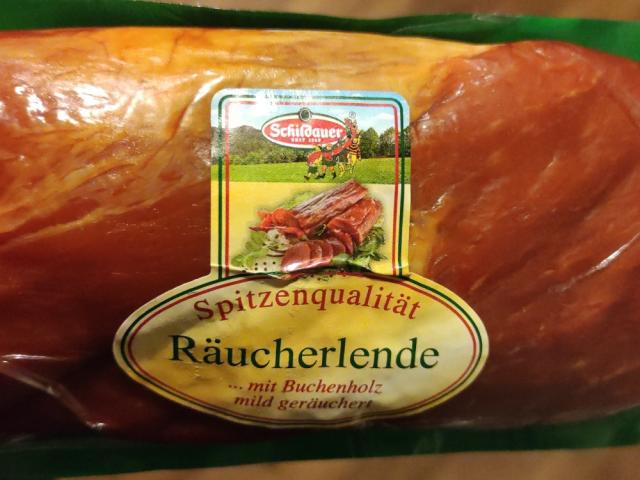 Schildauer
Spitzenqualität
Räucherlende
... mit Buchenholz
mild geräuchert